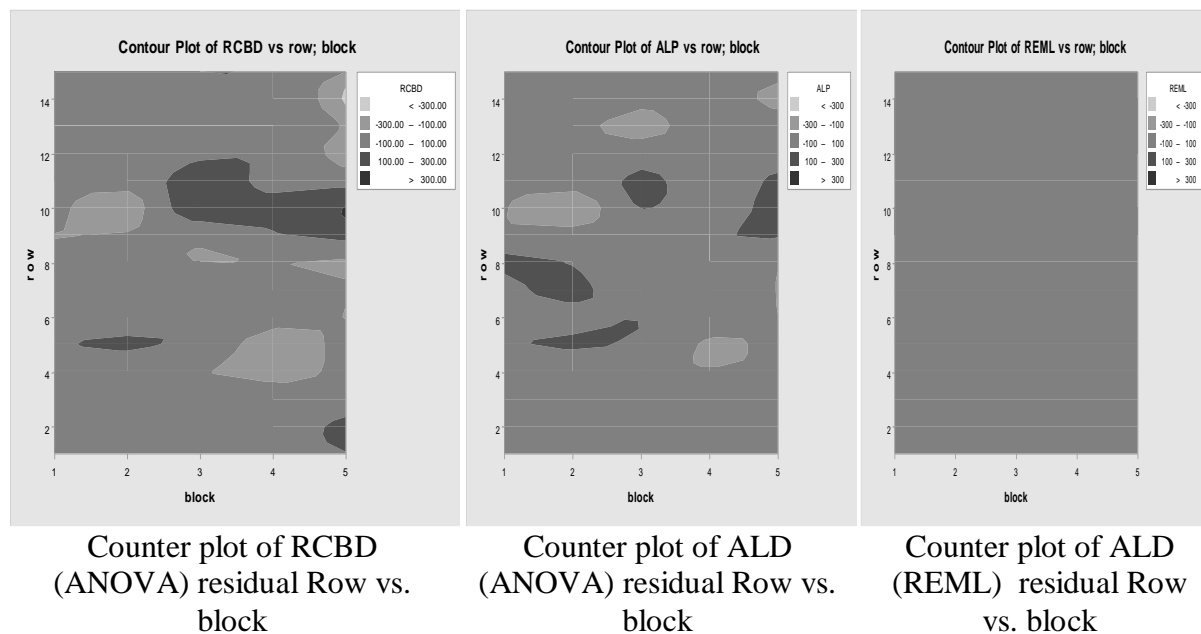 Contour Plot of RCBD vs row; block
RCBD
< -300.00
-300.00 – -100.00
-100.00 – 100.00
100.00 – 300.00
> 300.00
14
12
10
8
6
4
2
row
1 2 3 4 5
block
Contour Plot of ALP vs row; block
ALP
< -300
-300 – -100
-100 – 100
100 – 300
> 300
14
12
10
8
6
4
2
row
1 2 3 4 5
block
Contour Plot of REML vs row; block
REML
< -300
-300 – -100
-100 – 100
100 – 300
> 300
14
12
10
8
6
4
2
row
1 2 3 4 5
block
Counter plot of RCBD
(ANOVA) residual Row vs.
block
Counter plot of ALD
(ANOVA) residual Row vs.
block
Counter plot of ALD
(REML) residual Row
vs. block